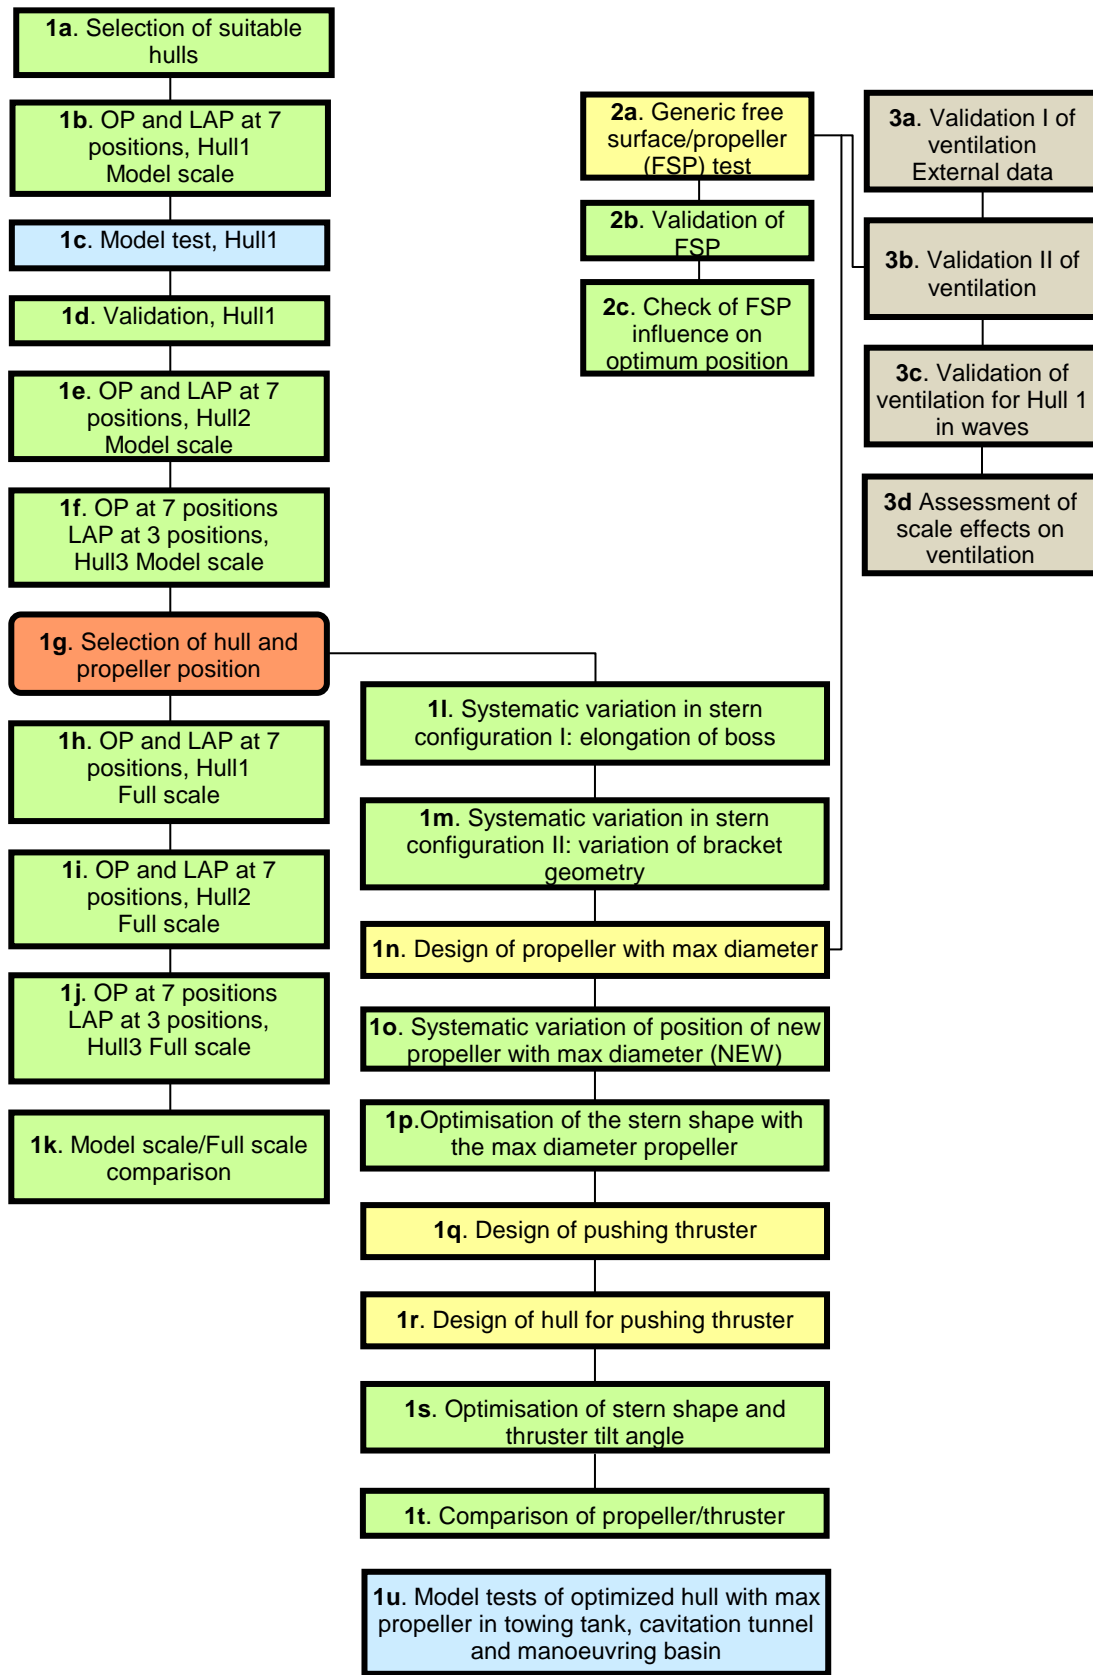 1a. Selection of suitable
hulls
1b. OP and LAP at 7
positions, Hull1
Model scale
1c. Model test, Hull1
1d. Validation, Hull1
1e. OP and LAP at 7
positions, Hull2
Model scale
1f. OP at 7 positions
LAP at 3 positions,
Hull3 Model scale
1g. Selection of hull and
propeller position
1h. OP and LAP at 7
positions, Hull1
Full scale
1i. OP and LAP at 7
positions, Hull2
Full scale
1j. OP at 7 positions
LAP at 3 positions,
Hull3 Full scale
1k. Model scale/Full scale
comparison
2a. Generic free
surface/propeller
(FSP) test
2b. Validation of
FSP
2c. Check of FSP
influence on
optimum position
3a. Validation I of
ventilation
External data
3b. Validation II of
ventilation
3c. Validation of
ventilation for Hull 1
in waves
3d Assessment of
scale effects on
ventilation
1l. Systematic variation in stern
configuration I: elongation of boss
1m. Systematic variation in stern
configuration II: variation of bracket
geometry
1n. Design of propeller with max diameter
1o. Systematic variation of position of new
propeller with max diameter (NEW)
1p.Optimisation of the stern shape with
the max diameter propeller
1q. Design of pushing thruster
1r. Design of hull for pushing thruster
1s. Optimisation of stern shape and
thruster tilt angle
1t. Comparison of propeller/thruster
1u. Model tests of optimized hull with max
propeller in towing tank, cavitation tunnel
and manoeuvring basin